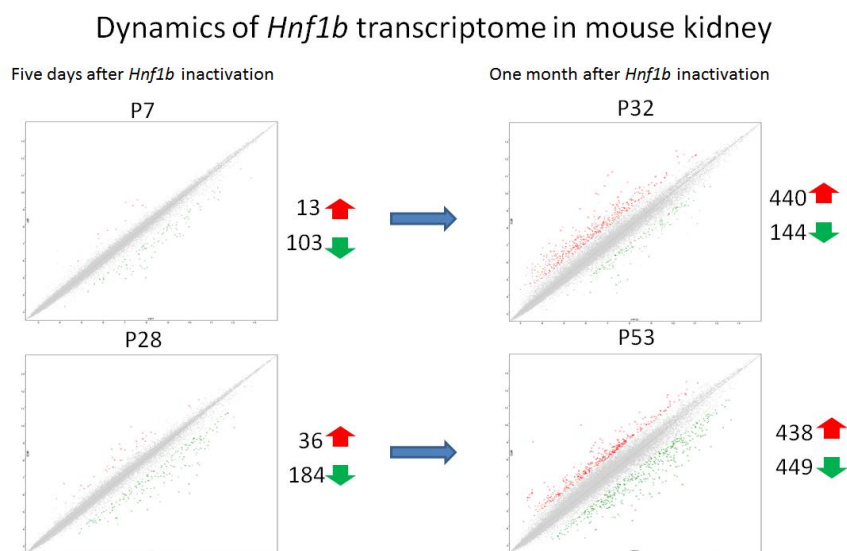 Dynamics of Hnf1b transcriptome in mouse kidney
Five days after Hnf1b inactivation
One month after Hnf1b inactivation
P7
P32
13
103
440
144
P28
P53
36
184
438
449